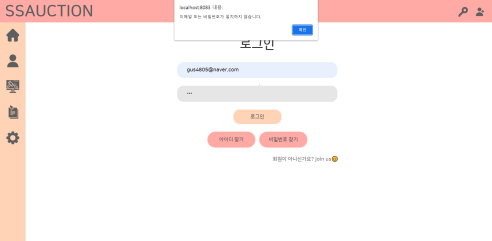 SSAUCTION
localhost:8080 내용:
이메일 또는 비밀번호가 일치하지 않습니다.
확인
로그인
gus4805@naver.com
로그인
아이디 찾기
비밀번호 찾기
회원이 아니신가요? Join us